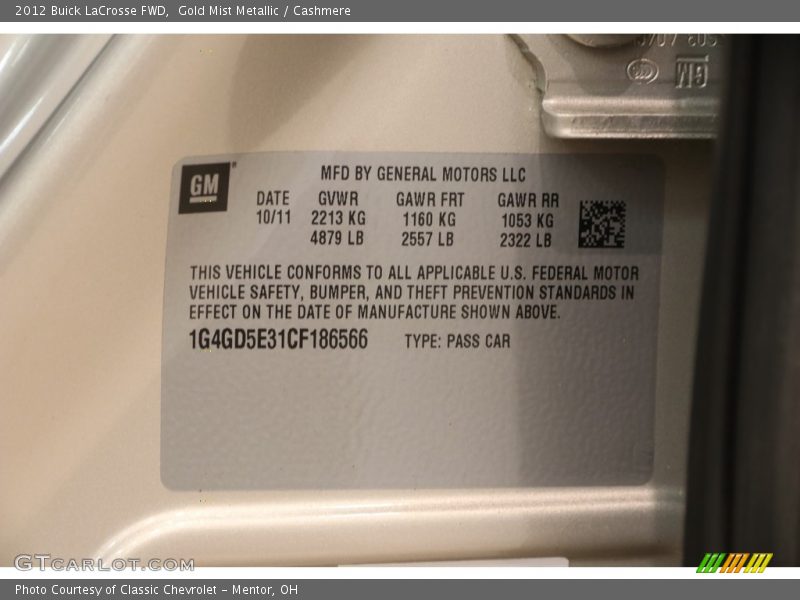 2012 Buick LaCrosse FWD,  Gold Mist Metallic / Cashmere
GM
GM
MFD BY GENERAL MOTORS LLC
DATE GVWR GAWR FRT GAWR RR
10/11 2213 KG 1160 KG 1053 KG
4879 LB 2557 LB 2322 LB
THIS VEHICLE CONFORMS TO ALL APPLICABLE U.S. FEDERAL MOTOR
VEHICLE SAFETY, BUMPER, AND THEFT PREVENTION STANDARDS IN
EFFECT ON THE DATE OF MANUFACTURE SHOWN ABOVE.
1G4GD5E31CF186566 TYPE: PASS CAR
GTCARLOT.COM
Photo Courtesy of Classic Chevrolet - Mentor, OH